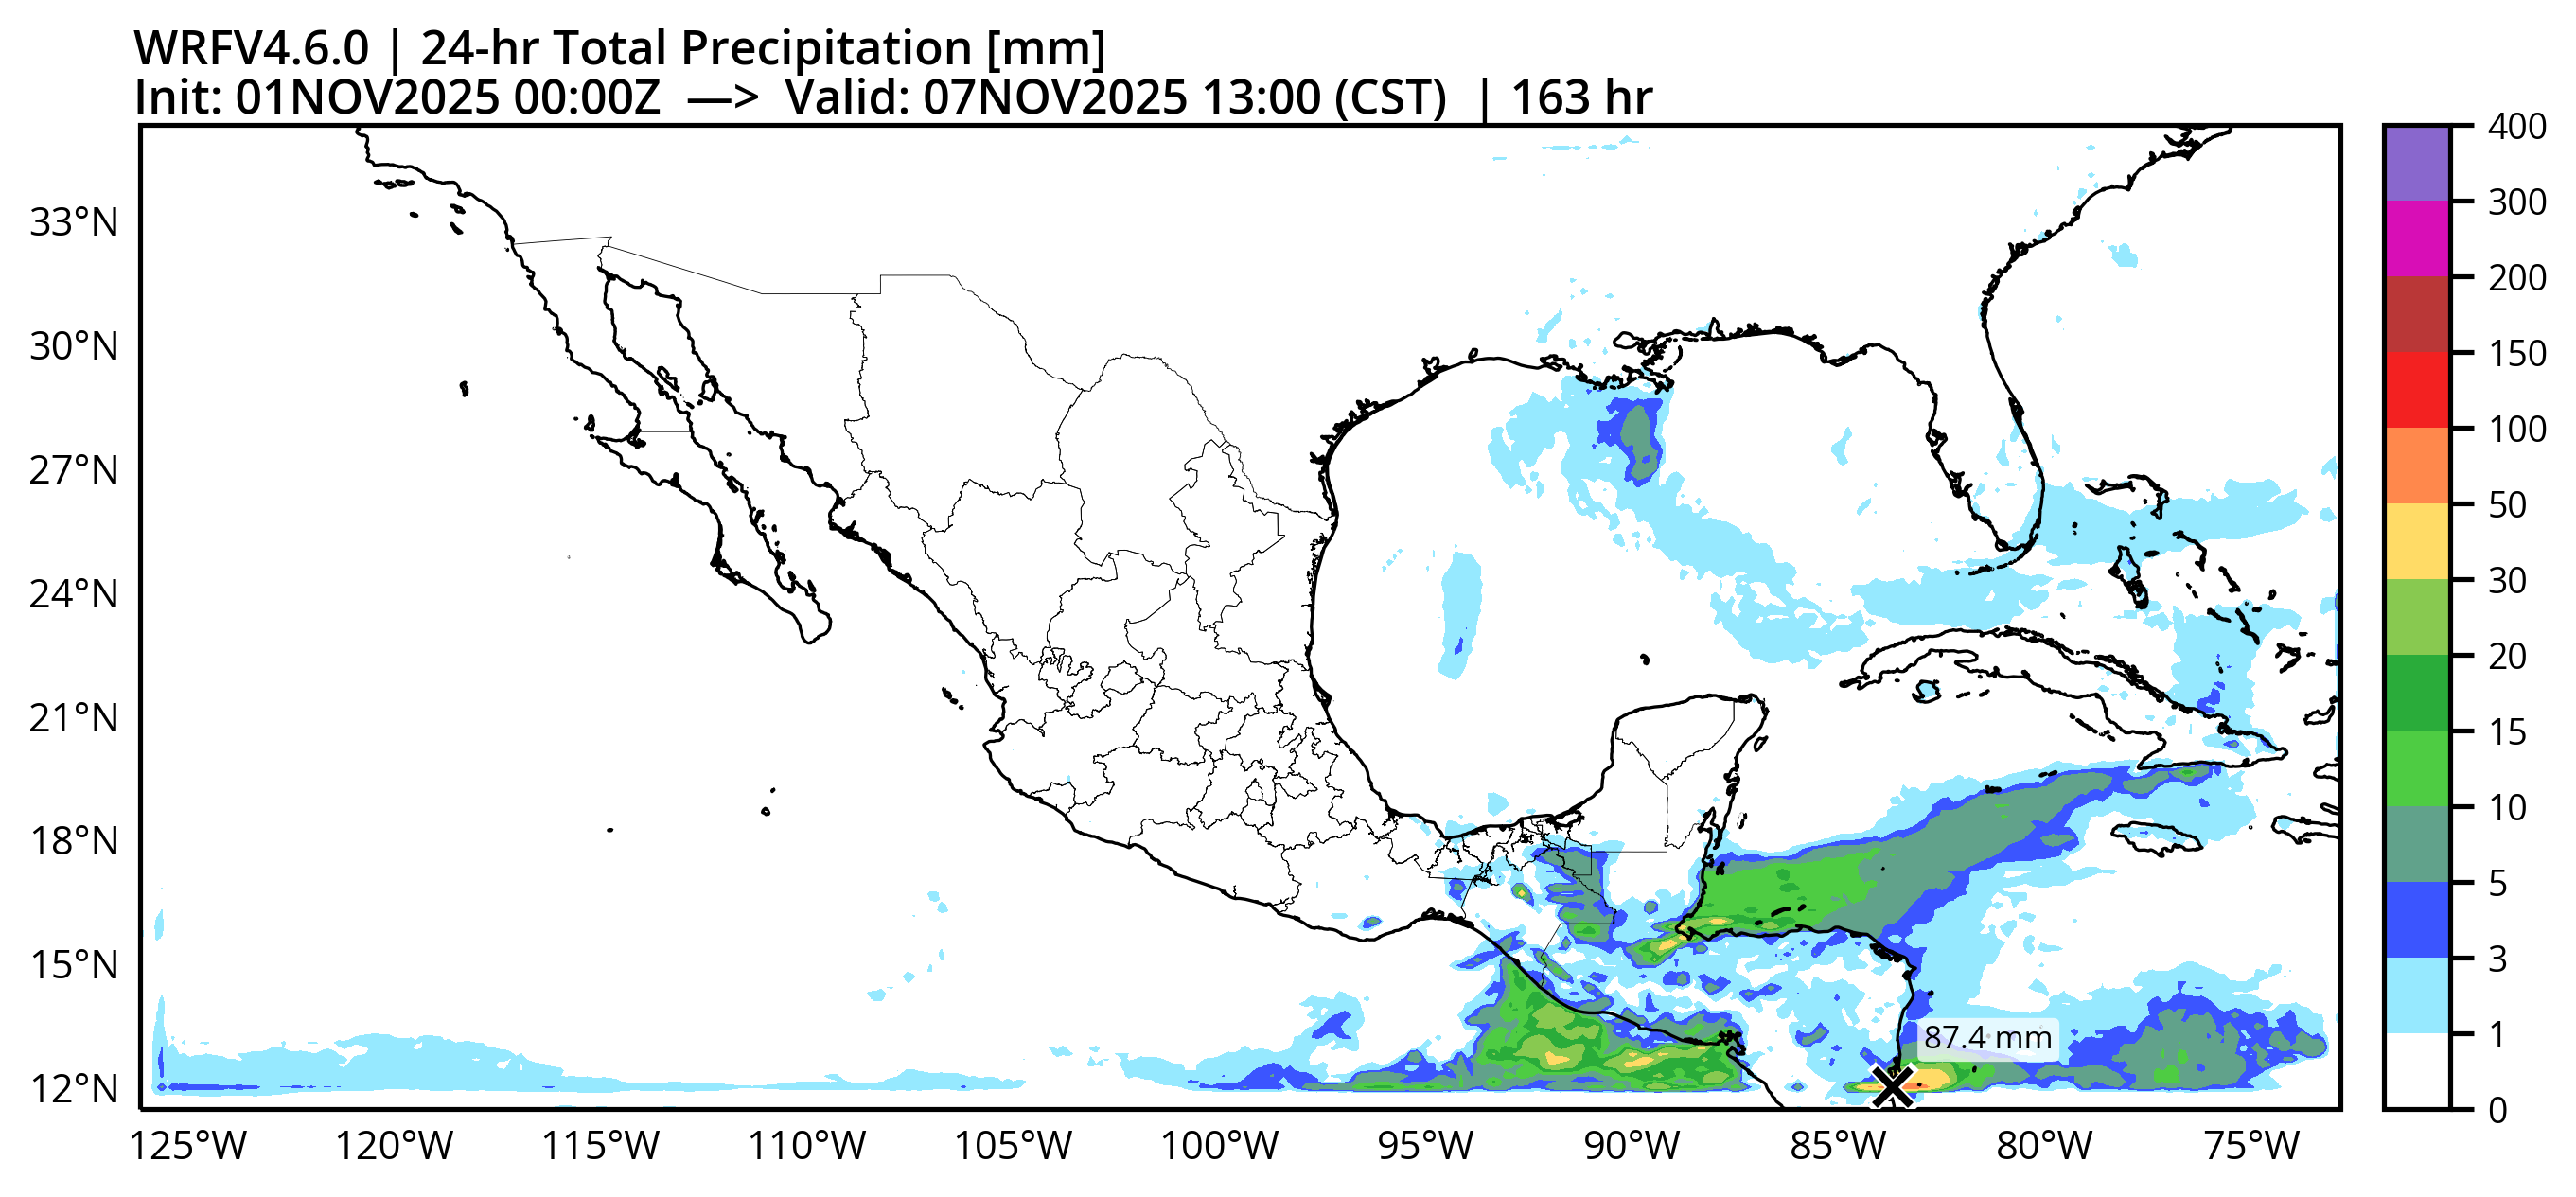 WRFV4.6.0 | 24-hr Total Precipitation [mm]
Init: 01NOV2025 00:00Z —> Valid: 07NOV2025 13:00 (CST) | 163 hr
33°N
30°N
27°N
24°N
21°N
18°N
15°N
12°N
125°W 120°W 115°W 110°W 105°W 100°W 95°W 90°W 85°W 80°W 75°W
87.4 mm
400
300
200
150
100
50
30
20
15
10
5
3
1
0